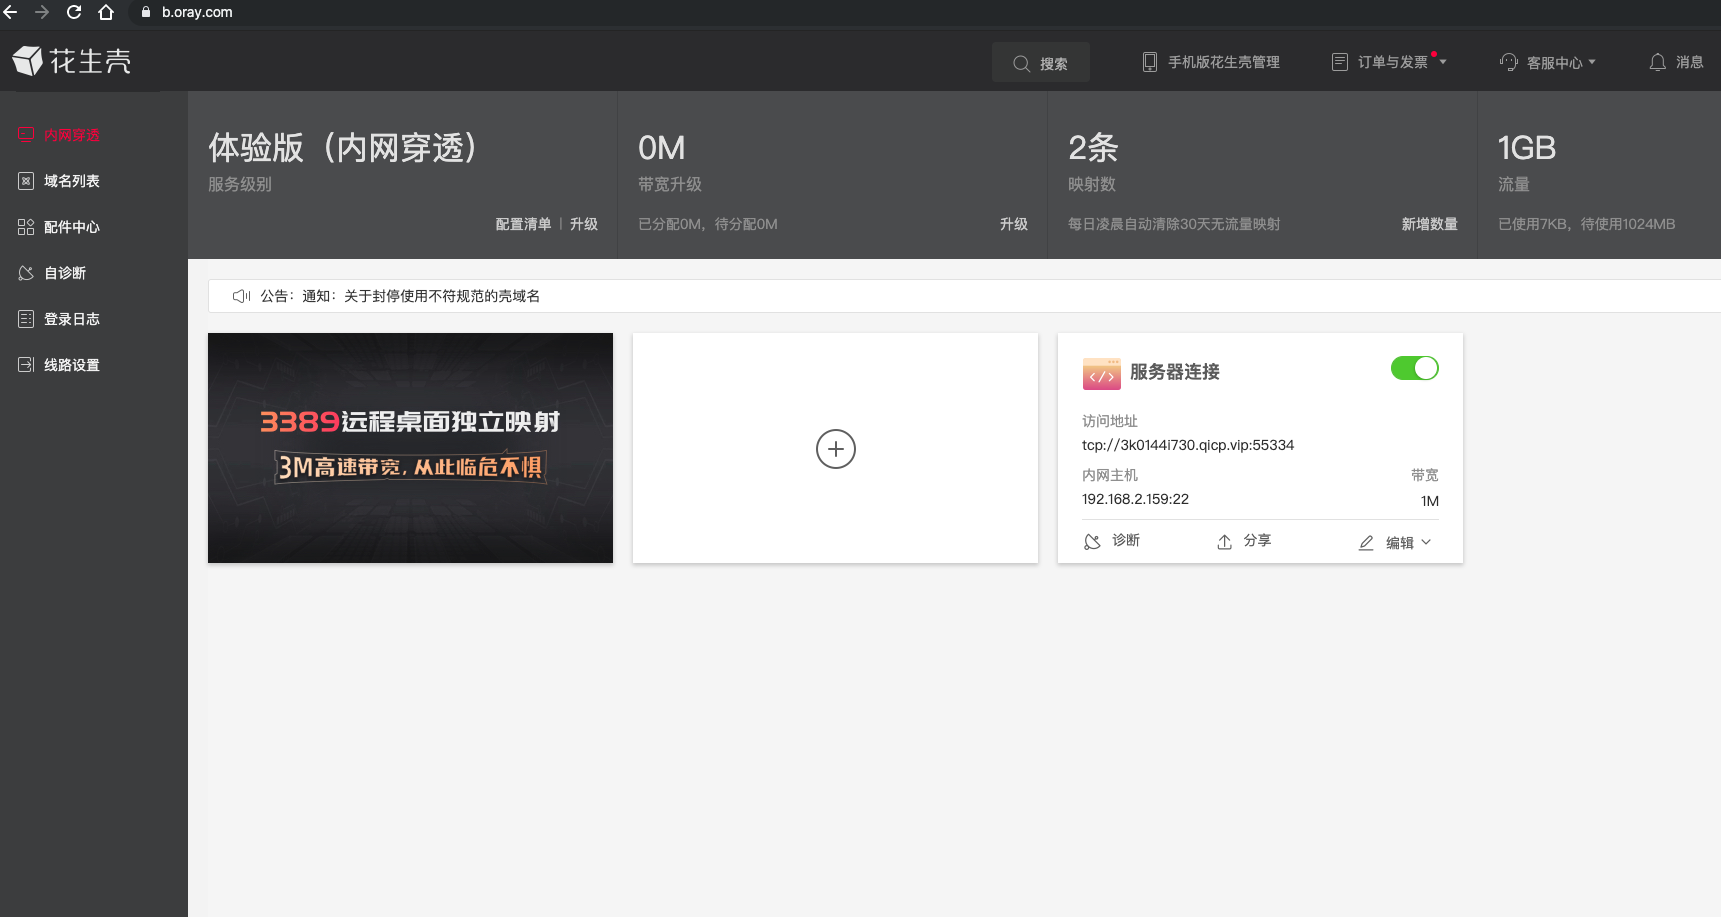 b.oray.com
花生壳
搜索
手机版花生壳管理
订单与发票
客服中心
消息
内网穿透
域名列表
配件中心
自诊断
登录日志
线路设置
体验版（内网穿透）
服务级别
配置清单 | 升级
0M
带宽升级
已分配0M，待分配0M
升级
2条
映射数
每日凌晨自动清除30天无流量映射
新增数量
1GB
流量
已使用7KB，待使用1024MB
公告：通知：关于封停使用不符规范的壳域名
3389远程桌面独立映射
3M高速带宽,从此临危不惧
服务器连接
访问地址
tcp://3k0144i730.qicp.vip:55334
内网主机
带宽
192.168.2.159:22
1M
诊断
分享
编辑